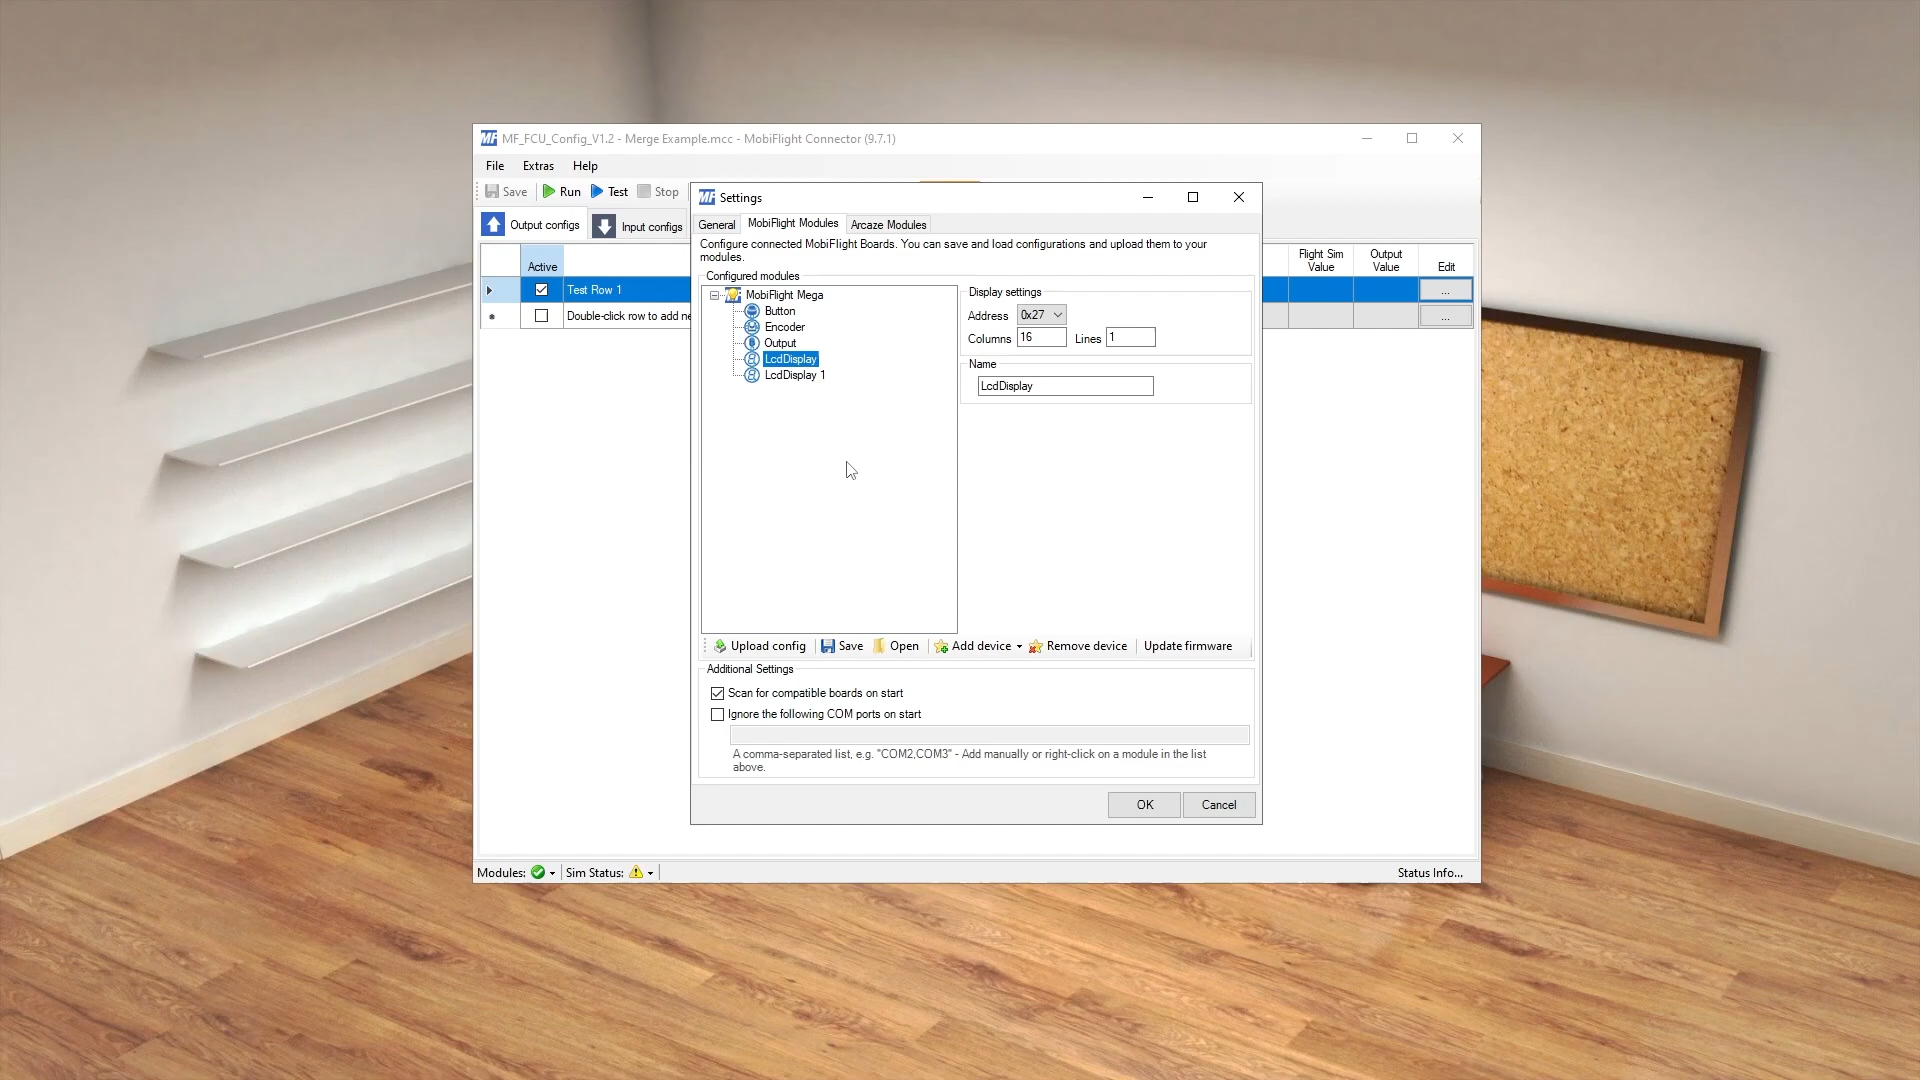 MF_FCU_Config_V1.2 - Merge Example.mcc - MobiFlight Connector (9.7.1)
File Extras Help
Save Run Test Stop
Output configs Input configs
Active Flight Sim Value Output Value Edit
Test Row 1 ...
Double-click row to add ne ...
MF Settings
General MobiFlight Modules Arcaze Modules
Configure connected MobiFlight Boards. You can save and load configurations and upload them to your
modules.
Configured modules
MobiFlight Mega
Button
Encoder
Output
LcdDisplay
LcdDisplay 1
Display settings
Address 0x27
Columns 16 Lines 1
Name
LcdDisplay
Upload config Save Open Add device Remove device Update firmware
Additional Settings
Scan for compatible boards on start
Ignore the following COM ports on start
A comma-separated list, e.g. "COM2,COM3" - Add manually or right-click on a module in the list
above.
OK Cancel
Modules: Sim Status: Status Info...